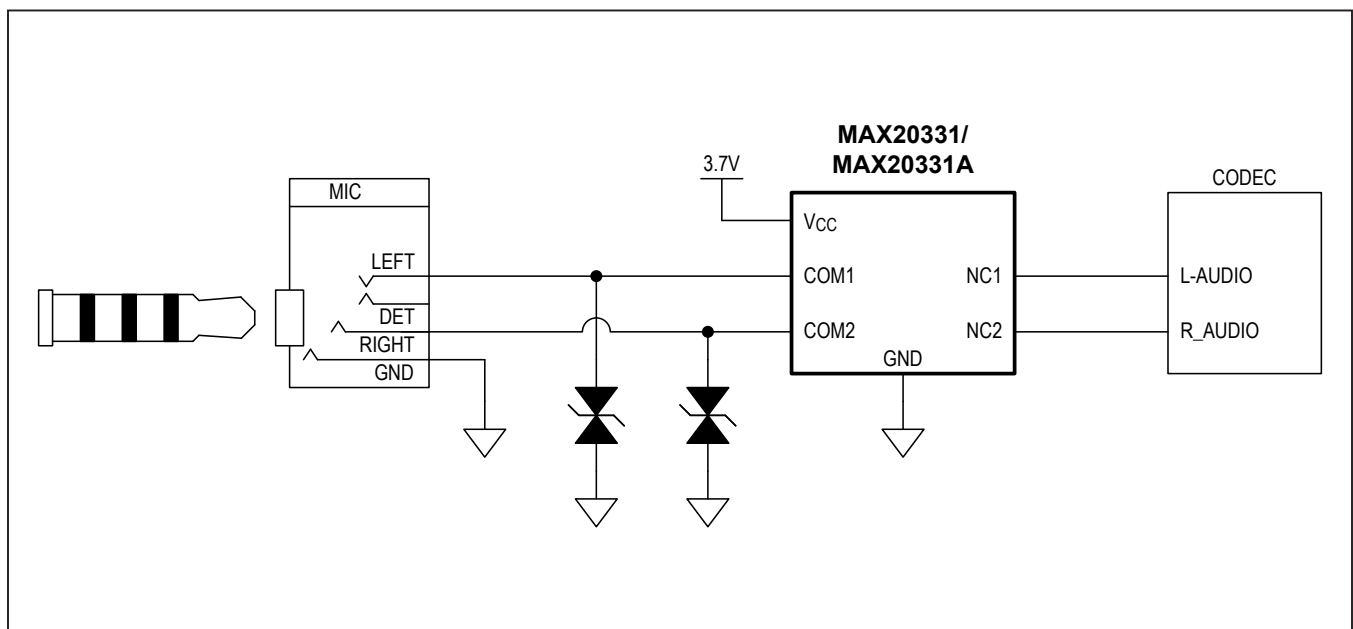 MAX20331/
MAX20331A
3.7V
CODEC
MIC
VCC
LEFT
COM1
NC1
L-AUDIO
DET
COM2
NC2
R_AUDIO
RIGHT
GND
GND